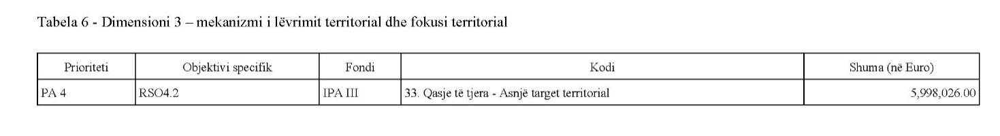 Tabela 6 - Dimensioni 3 – mekanizmi i lëvrimit territorial dhe fokusi territorial
Prioriteti Objektivi specifik Fondi Kodi Shuma (në Euro)
PA 4 RSO4.2 IPA III 33. Qasje të tjera - Asnjë target territorial 5,998,026.00